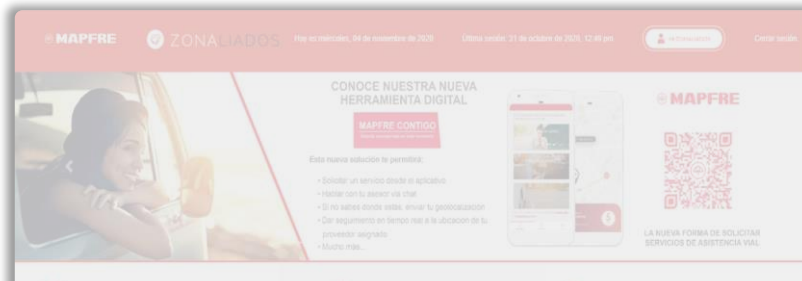 MAPFRE
ZONALIADOS
Hoy es miércoles, 04 de noviembre de 2020
Última sesión: 21 de octubre de 2020, 12:48 pm
Cerrar sesión
CONOCE NUESTRA NUEVA
HERRAMIENTA DIGITAL
MAPFRE CONTIGO
Esta nueva solución te permitirá:
• Solicitar un servicio desde el aplicativo
• Hablar con tu asesor vía chat
• Si no sabes donde estás, enviar tu geolocalización
• Dar seguimiento en tiempo real a la ubicación de tu
proveedor asignado.
• Mucho más...
MAPFRE
LA NUEVA FORMA DE SOLICITAR
SERVICIOS DE ASISTENCIA VIAL